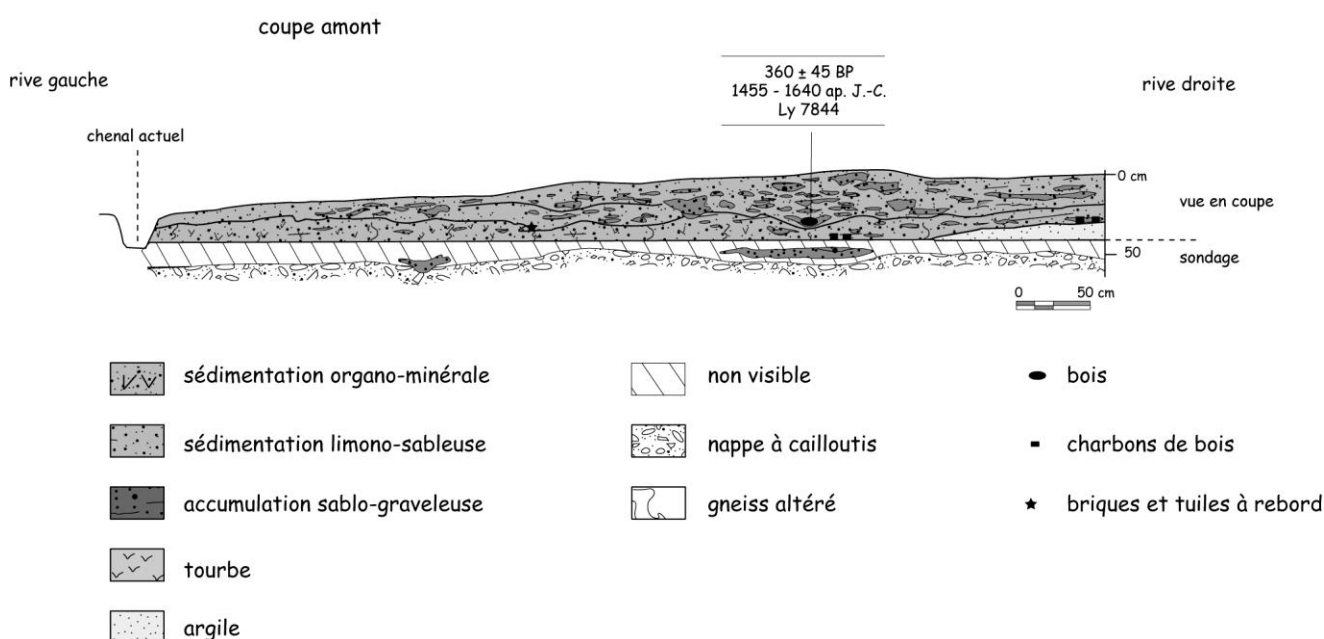 coupe amont
rive gauche
360 ± 45 BP
1455 - 1640 ap. J.-C.
Ly 7844
rive droite
chenal actuel
0 cm
vue en coupe
50
sondage
0 50 cm
sédimentation organo-minérale
non visible
bois
sédimentation limono-sableuse
nappe à cailloutis
charbons de bois
accumulation sablo-graveleuse
gneiss altéré
briques et tuiles à rebord
tourbe
argile